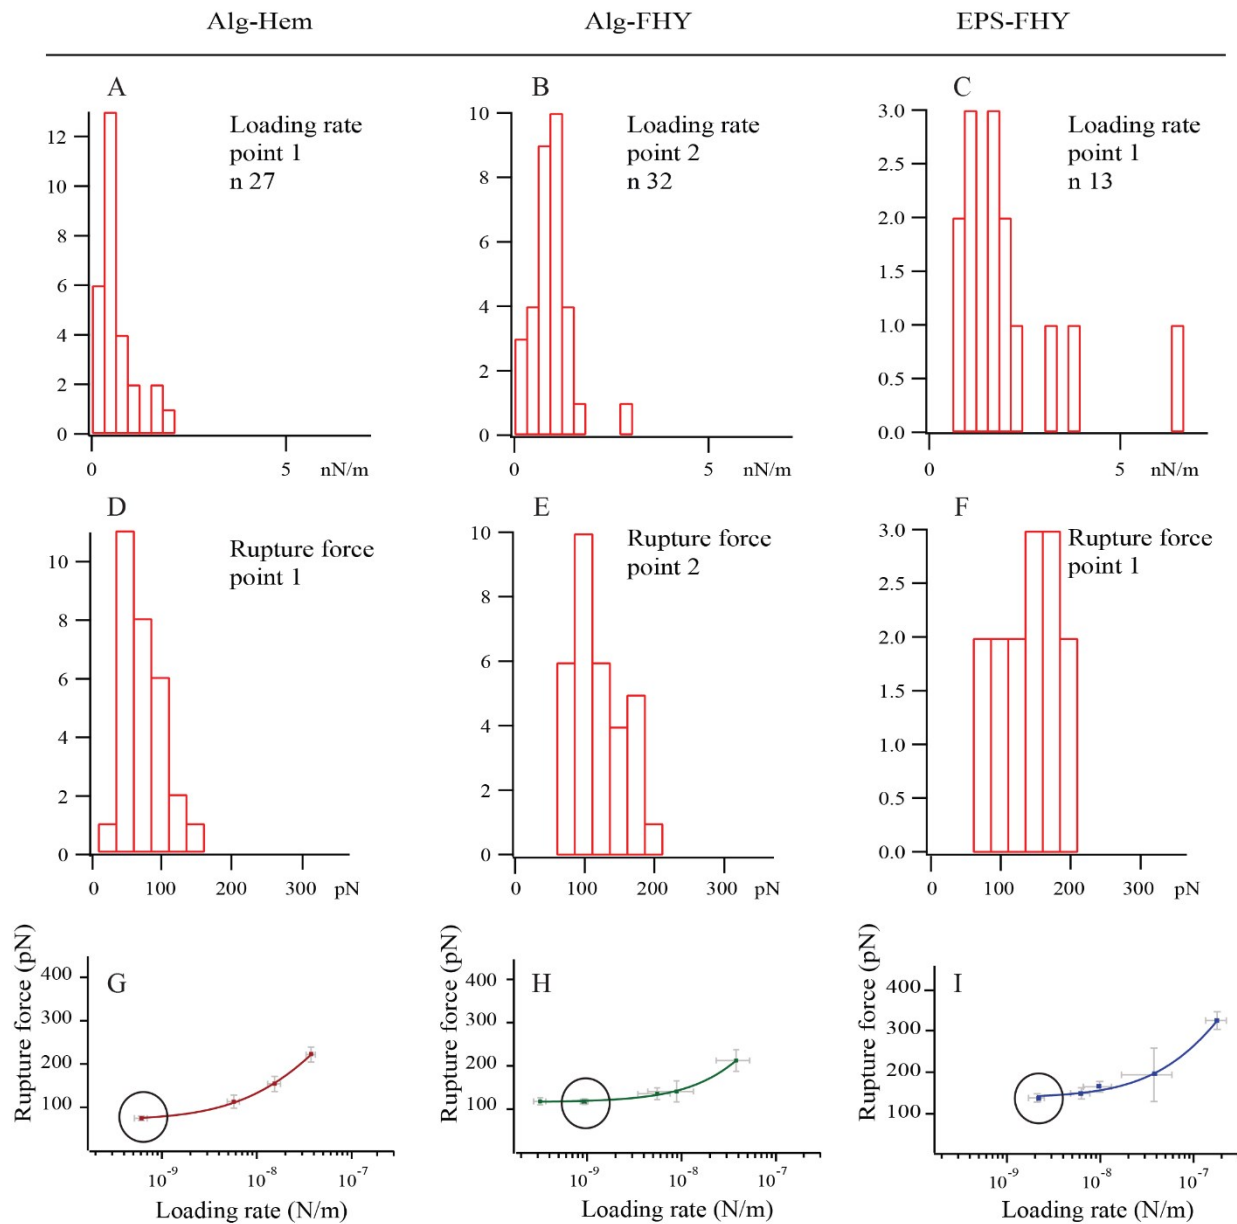 Alg-Hem
Alg-FHY
EPS-FHY
A
Loading rate
point 1
n 27
12
10
8
6
4
2
0
0
5
nN/m
B
Loading rate
point 2
n 32
10
8
6
4
2
0
0
5
nN/m
C
Loading rate
point 1
n 13
3.0
2.5
2.0
1.5
1.0
0.5
0.0
0
5
nN/m
D
Rupture force
point 1
10
8
6
4
2
0
0
100
200
300
pN
E
Rupture force
point 2
10
8
6
4
2
0
0
100
200
300
pN
F
Rupture force
point 1
3.0
2.5
2.0
1.5
1.0
0.5
0.0
0
100
200
300
pN
G
Rupture force (pN)
400
300
200
100
10⁻⁹
10⁻⁸
10⁻⁷
Loading rate (N/m)
H
Rupture force (pN)
400
300
200
100
10⁻⁹
10⁻⁸
10⁻⁷
Loading rate (N/m)
I
Rupture force (pN)
400
300
200
100
10⁻⁹
10⁻⁸
10⁻⁷
Loading rate (N/m)